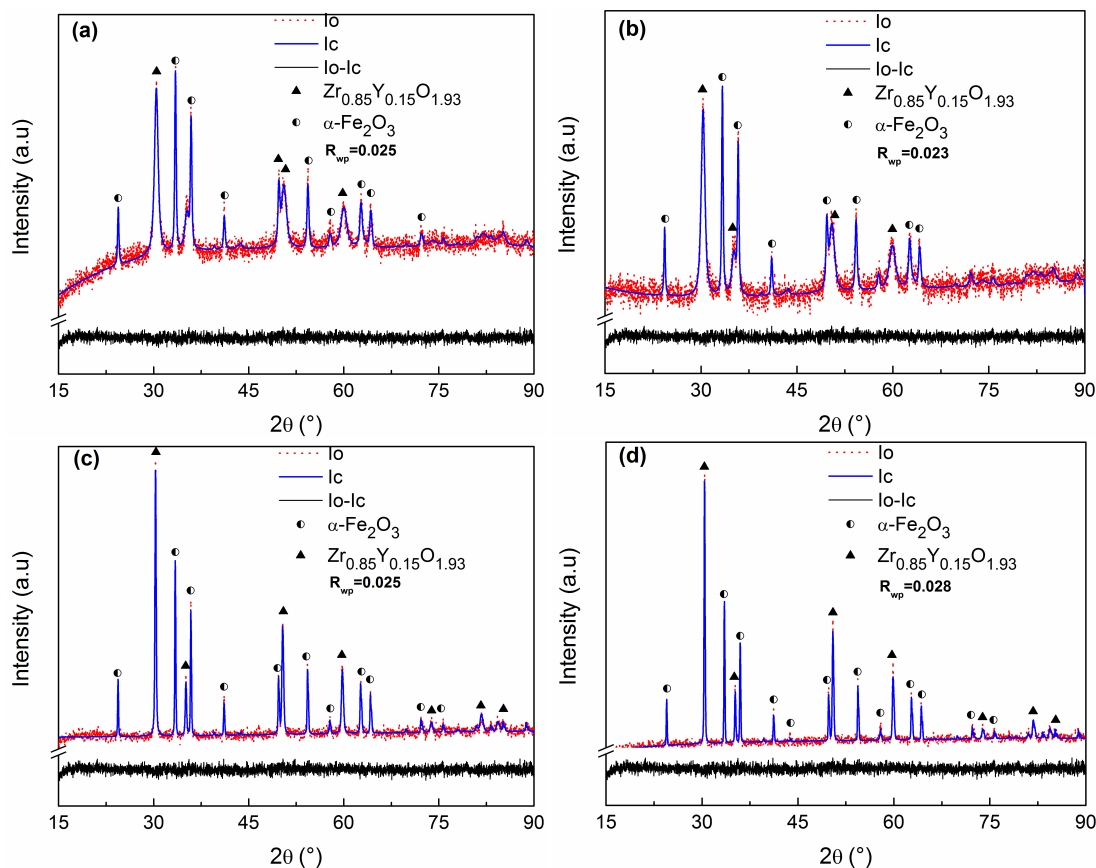 (a)
Io
Ic
Io-Ic
Zr0.85Y0.15O1.93
α-Fe2O3
Rwp=0.025
Intensity (a.u)
15 30 45 60 75 90
2θ (°)
(b)
Io
Ic
Io-Ic
Zr0.85Y0.15O1.93
α-Fe2O3
Rwp=0.023
Intensity (a.u)
15 30 45 60 75 90
2θ (°)
(c)
Io
Ic
Io-Ic
α-Fe2O3
Zr0.85Y0.15O1.93
Rwp=0.025
Intensity (a.u)
15 30 45 60 75 90
2θ (°)
(d)
Io
Ic
Io-Ic
α-Fe2O3
Zr0.85Y0.15O1.93
Rwp=0.028
Intensity (a.u)
15 30 45 60 75 90
2θ (°)